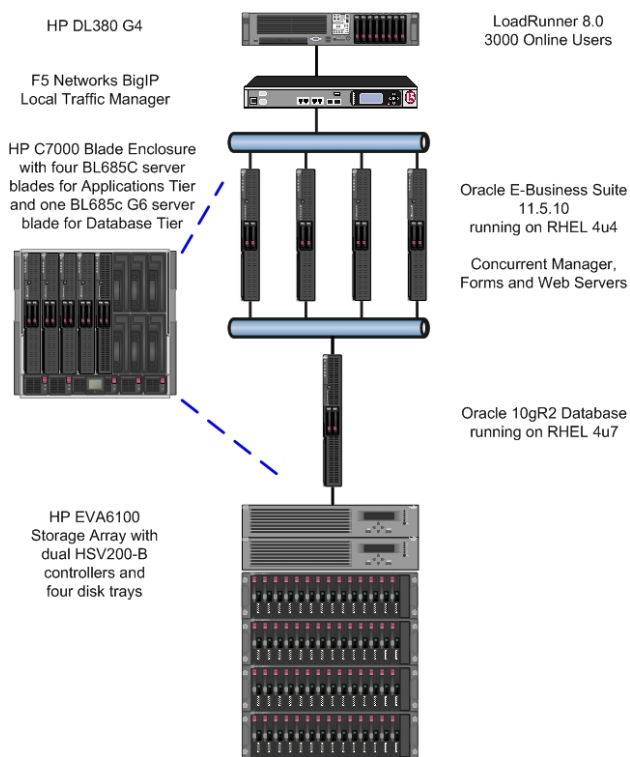 HP DL380 G4
LoadRunner 8.0
3000 Online Users
F5 Networks BigIP
Local Traffic Manager
HP C7000 Blade Enclosure
with four BL685C server
blades for Applications Tier
and one BL685c G6 server
blade for Database Tier
Oracle E-Business Suite
11.5.10
running on RHEL 4u4
Concurrent Manager,
Forms and Web Servers
Oracle 10gR2 Database
running on RHEL 4u7
HP EVA6100
Storage Array with
dual HSV200-B
controllers and
four disk trays